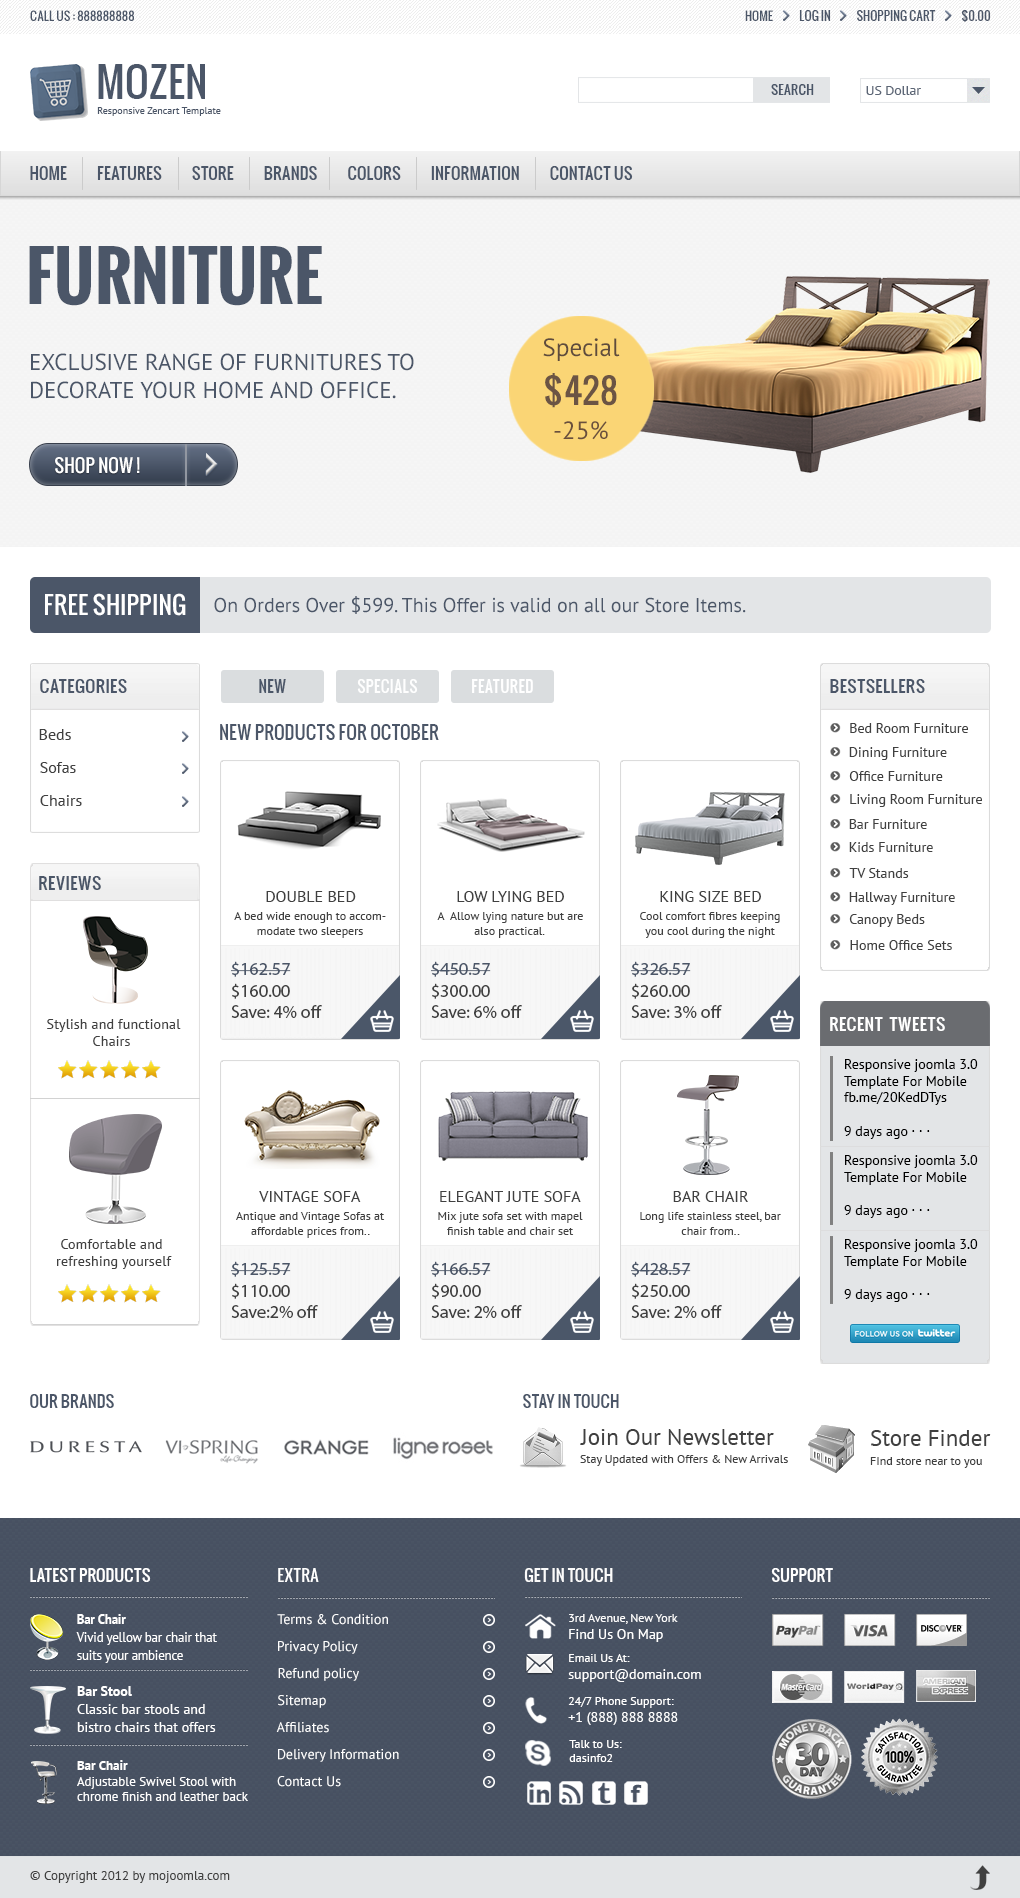 CALL US : 888888888
HOME LOG IN SHOPPING CART $0.00
MOZEN
Responsive Zencart Template
SEARCH
US Dollar
HOME FEATURES STORE BRANDS COLORS INFORMATION CONTACT US
FURNITURE
EXCLUSIVE RANGE OF FURNITURES TO
DECORATE YOUR HOME AND OFFICE.
SHOP NOW !
Special
$428
-25%
FREE SHIPPING
On Orders Over $599. This Offer is valid on all our Store Items.
CATEGORIES
Beds
Sofas
Chairs
REVIEWS
Stylish and functional
Chairs
Comfortable and
refreshing yourself
NEW SPECIALS FEATURED
NEW PRODUCTS FOR OCTOBER
DOUBLE BED
A bed wide enough to accom-
modate two sleepers
$162.57
$160.00
Save: 4% off
LOW LYING BED
A Allow lying nature but are
also practical.
$450.57
$300.00
Save: 6% off
KING SIZE BED
Cool comfort fibres keeping
you cool during the night
$326.57
$260.00
Save: 3% off
VINTAGE SOFA
Antique and Vintage Sofas at
affordable prices from..
$125.57
$110.00
Save:2% off
ELEGANT JUTE SOFA
Mix jute sofa set with mapel
finish table and chair set
$166.57
$90.00
Save: 2% off
BAR CHAIR
Long life stainless steel, bar
chair from..
$428.57
$250.00
Save: 2% off
BESTSELLERS
Bed Room Furniture
Dining Furniture
Office Furniture
Living Room Furniture
Bar Furniture
Kids Furniture
TV Stands
Hallway Furniture
Canopy Beds
Home Office Sets
RECENT TWEETS
Responsive joomla 3.0
Template For Mobile
fb.me/20KedDTys
9 days ago · · ·
Responsive joomla 3.0
Template For Mobile
9 days ago · · ·
Responsive joomla 3.0
Template For Mobile
9 days ago · · ·
FOLLOW US ON twitter
OUR BRANDS
DURESTA
VI-SPRING
Life Changing
GRANGE
ligne roset
STAY IN TOUCH
Join Our Newsletter
Stay Updated with Offers & New Arrivals
Store Finder
FInd store near to you
LATEST PRODUCTS
Bar Chair
Vivid yellow bar chair that
suits your ambience
Bar Stool
Classic bar stools and
bistro chairs that offers
Bar Chair
Adjustable Swivel Stool with
chrome finish and leather back
EXTRA
Terms & Condition
Privacy Policy
Refund policy
Sitemap
Affiliates
Delivery Information
Contact Us
GET IN TOUCH
3rd Avenue, New York
Find Us On Map
Email Us At:
support@domain.com
24/7 Phone Support:
+1 (888) 888 8888
Talk to Us:
dasinfo2
in t f
SUPPORT
PayPal VISA DISCOVER
MasterCard WorldPay AMERICAN EXPRESS
MONEY BACK
30
DAY
GUARANTEE
SATISFACTION
100%
GUARANTEE
© Copyright 2012 by mojoomla.com